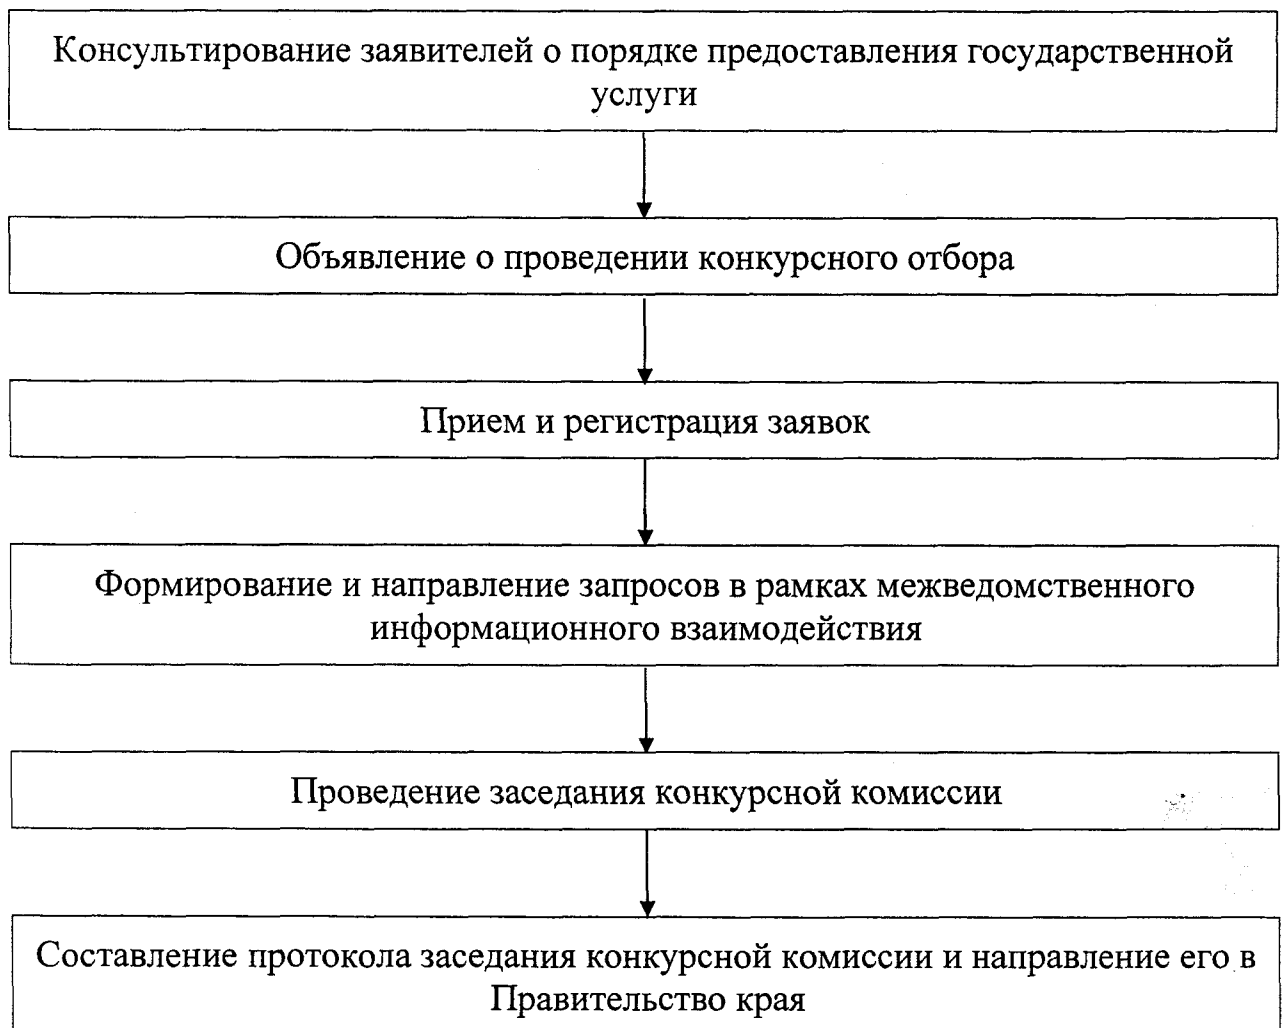 Консультирование заявителей о порядке предоставления государственной
услуги
Объявление о проведении конкурсного отбора
Прием и регистрация заявок
Формирование и направление запросов в рамках межведомственного
информационного взаимодействия
Проведение заседания конкурсной комиссии
Составление протокола заседания конкурсной комиссии и направление его в
Правительство края